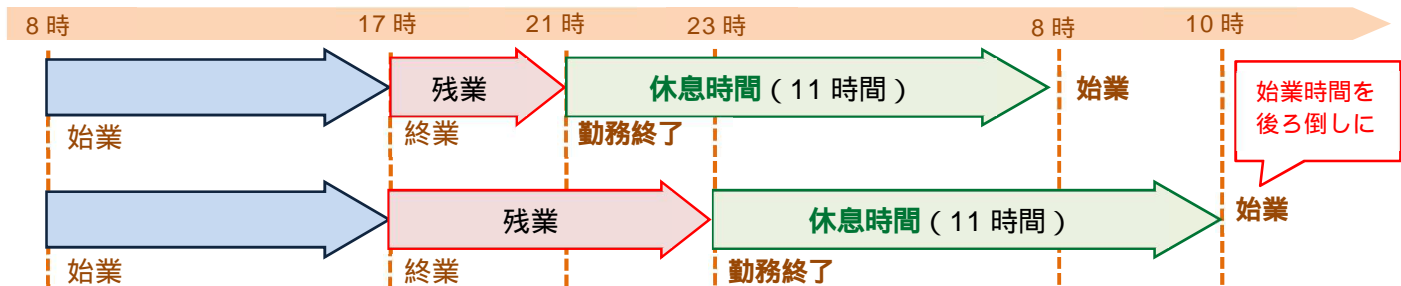 8時 17時 21時 23時 8時 10時
残業 休息時間（11時間） 始業
始業時間を
後ろ倒しに
始業 終業 勤務終了
残業 休息時間（11時間） 始業
始業 終業 勤務終了